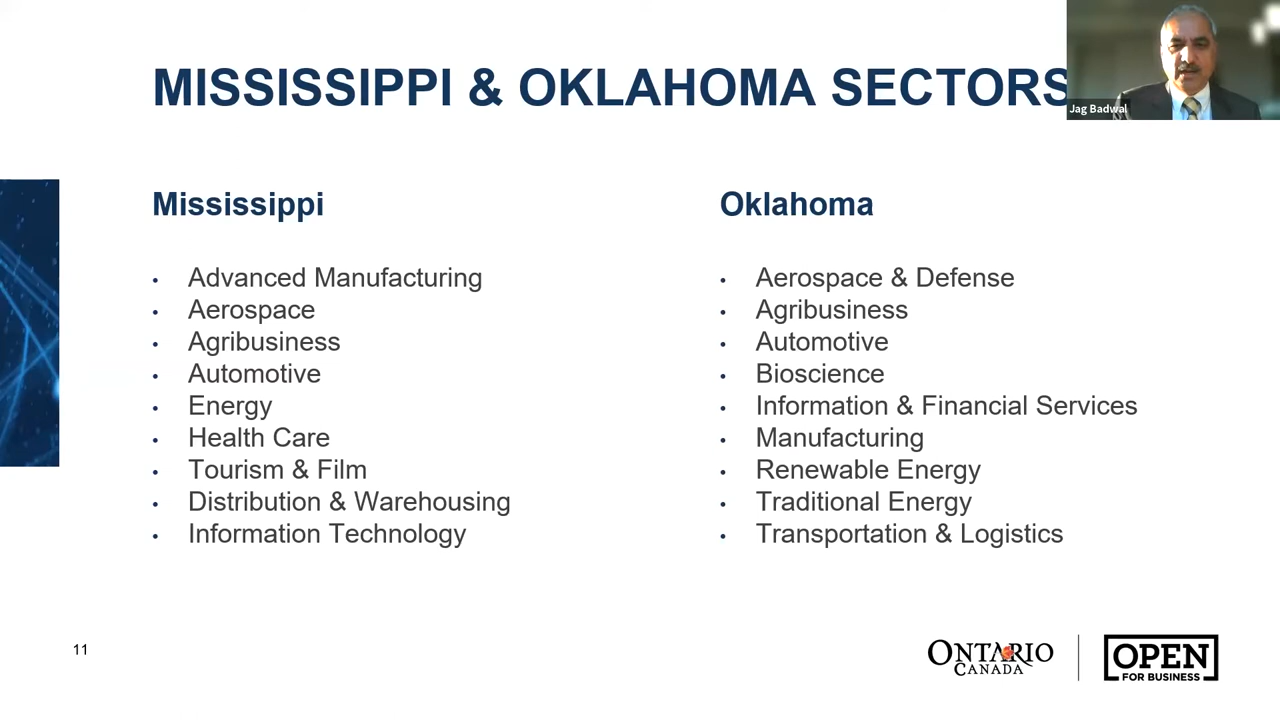 MISSISSIPPI & OKLAHOMA SECTORS
Jag Badwal
Mississippi
• Advanced Manufacturing
• Aerospace
• Agribusiness
• Automotive
• Energy
• Health Care
• Tourism & Film
• Distribution & Warehousing
• Information Technology
Oklahoma
• Aerospace & Defense
• Agribusiness
• Automotive
• Bioscience
• Information & Financial Services
• Manufacturing
• Renewable Energy
• Traditional Energy
• Transportation & Logistics
11
ONTARIO
CANADA
OPEN
FOR BUSINESS